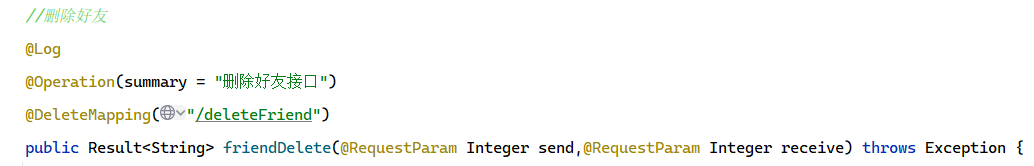 //删除好友
@Log
@Operation(summary = "删除好友接口")
@DeleteMapping("/deleteFriend")
public Result<String> friendDelete(@RequestParam Integer send,@RequestParam Integer receive) throws Exception {